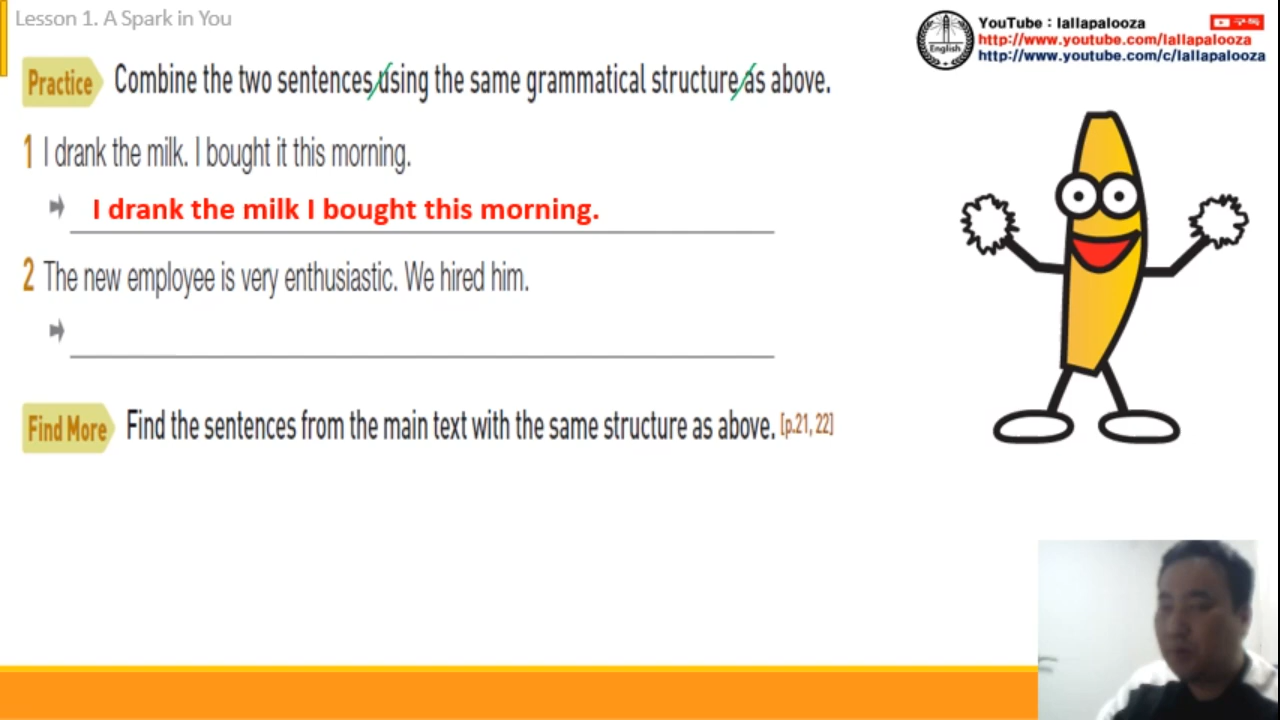 Lesson 1. A Spark in You
YouTube : lallapalooza
구독
http://www.youtube.com/lallapalooza
http://www.youtube.com/c/lallapalooza
English
Practice Combine the two sentences using the same grammatical structure as above.
1 I drank the milk. I bought it this morning.
I drank the milk I bought this morning.
2 The new employee is very enthusiastic. We hired him.
Find More Find the sentences from the main text with the same structure as above. [p.21, 22]